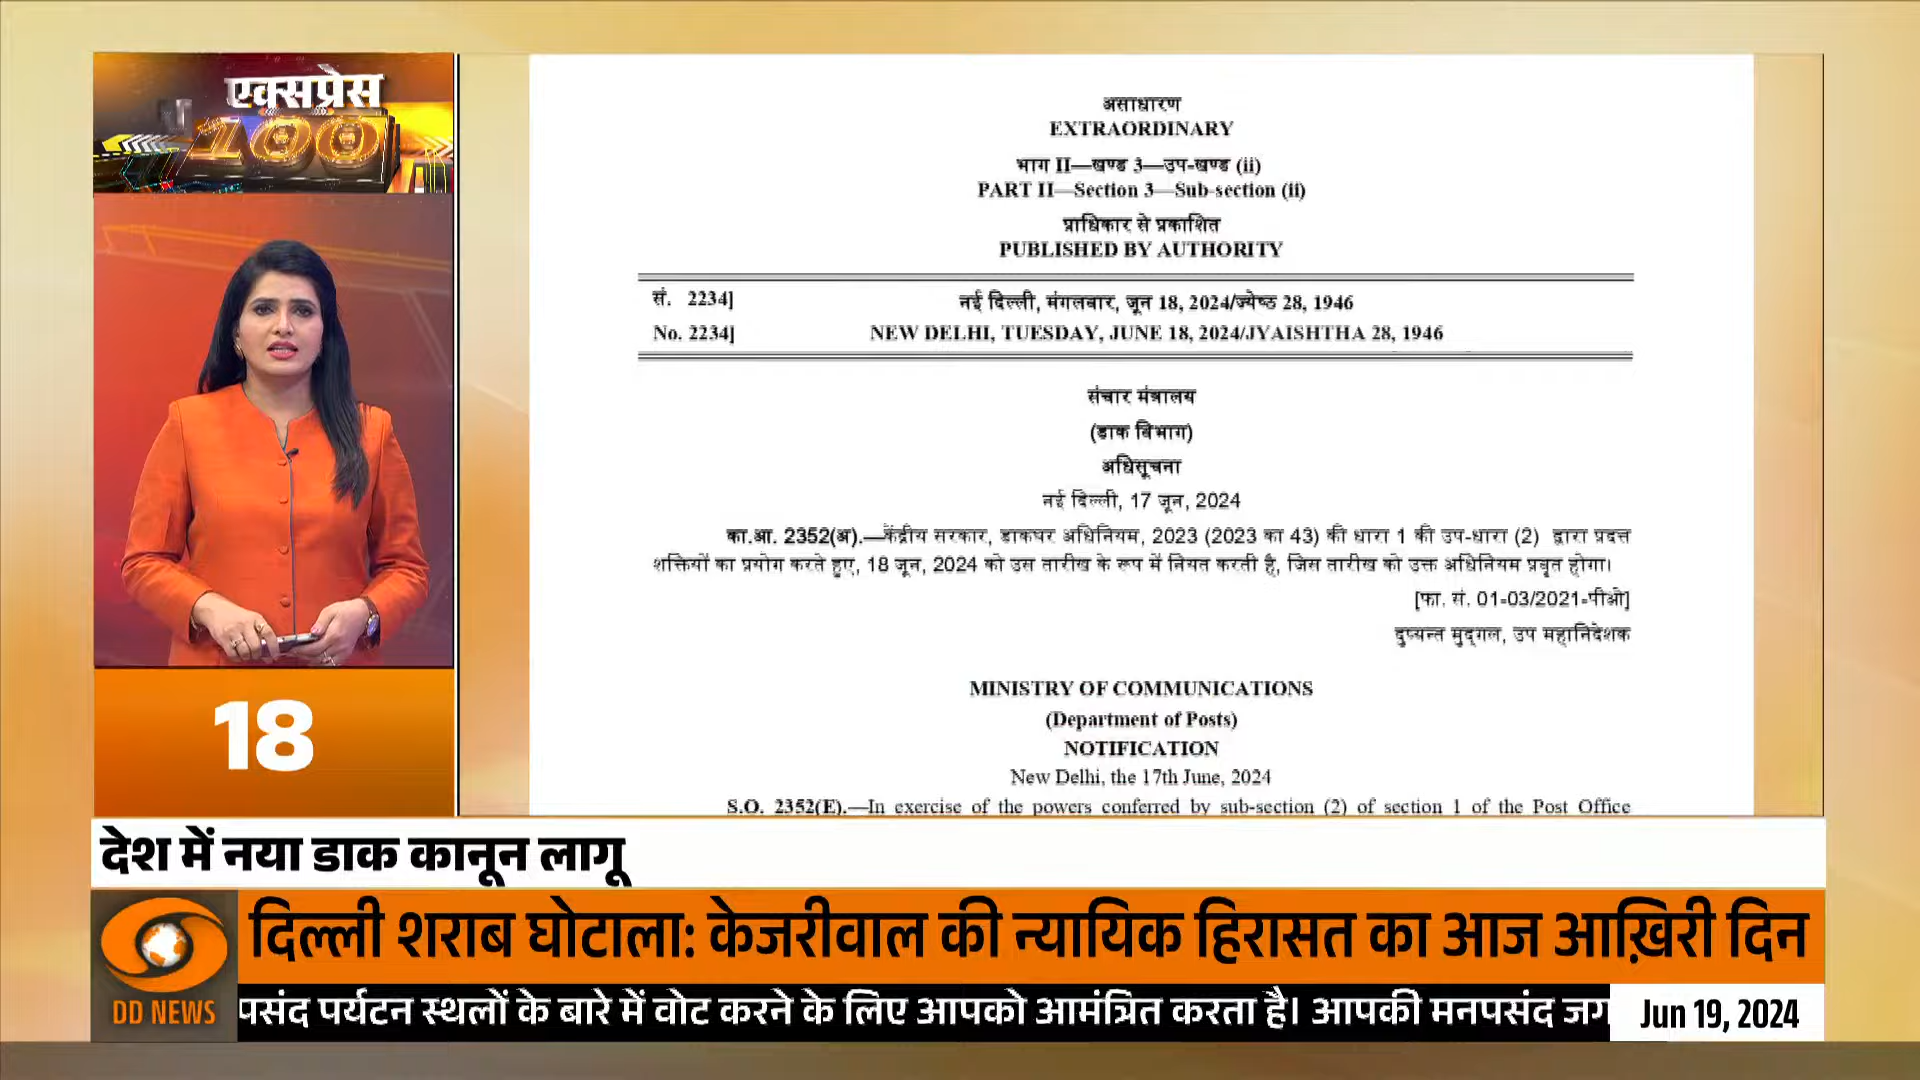 एक्सप्रेस
100
असाधारण
EXTRAORDINARY
भाग II—खण्ड 3—उप-खण्ड (ii)
PART II—Section 3—Sub-section (ii)
प्राधिकार से प्रकाशित
PUBLISHED BY AUTHORITY
सं. 2234] नई दिल्ली, मंगलवार, जून 18, 2024/ज्येष्ठ 28, 1946
No. 2234] NEW DELHI, TUESDAY, JUNE 18, 2024/JYAISHTHA 28, 1946
संचार मंत्रालय
(डाक विभाग)
अधिसूचना
नई दिल्ली, 17 जून, 2024
का.आ. 2352(अ).—केंद्रीय सरकार, डाकघर अधिनियम, 2023 (2023 का 43) की धारा 1 की उप-धारा (2) द्वारा प्रदत्त
शक्तियों का प्रयोग करते हुए, 18 जून, 2024 को उस तारीख के रूप में नियत करती है, जिस तारीख को उक्त अधिनियम प्रवृत होगा।
[फा. सं. 01-03/2021-पीओ]
दुष्यन्त मुद्गल, उप महानिदेशक
MINISTRY OF COMMUNICATIONS
(Department of Posts)
NOTIFICATION
New Delhi, the 17th June, 2024
S.O. 2352(E).—In exercise of the powers conferred by sub-section (2) of section 1 of the Post Office
18
देश में नया डाक कानून लागू
दिल्ली शराब घोटाला: केजरीवाल की न्यायिक हिरासत का आज आख़िरी दिन
DD NEWS
पसंद पर्यटन स्थलों के बारे में वोट करने के लिए आपको आमंत्रित करता है। आपकी मनपसंद जग
Jun 19, 2024